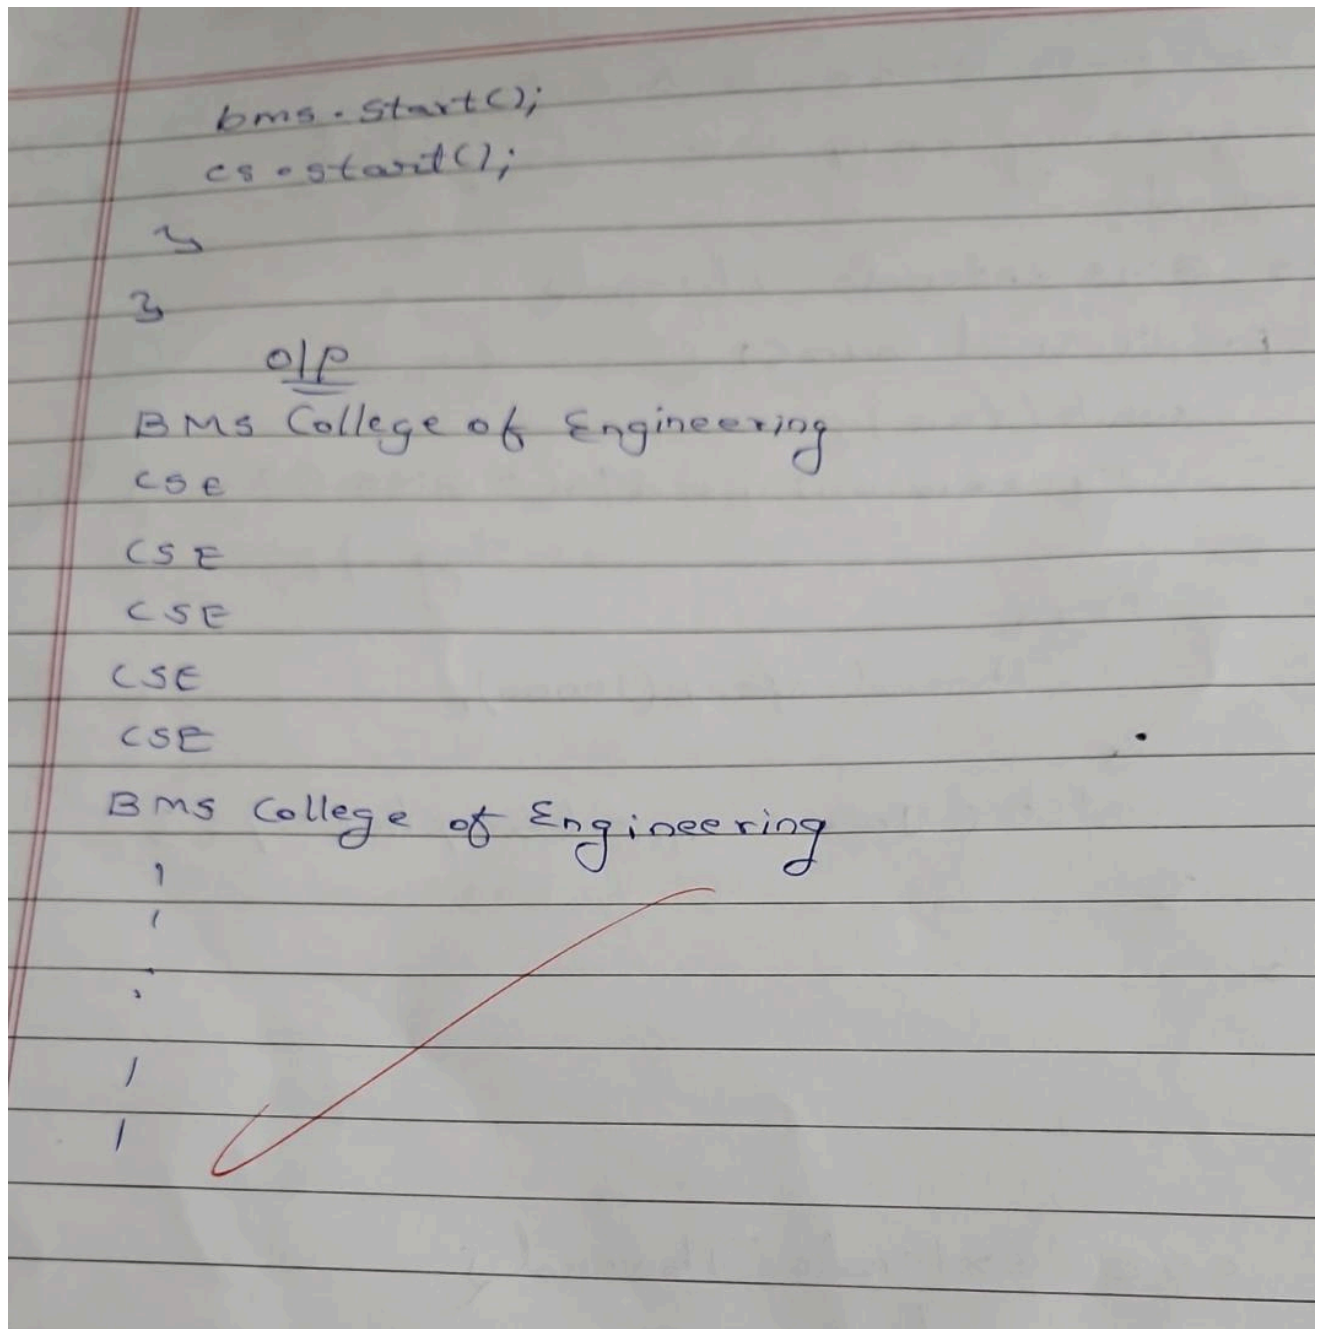 bms.start();
cs.start();
}
}
o/p
BMS College of Engineering
CSE
CSE
CSE
CSE
CSE
BMS College of Engineering